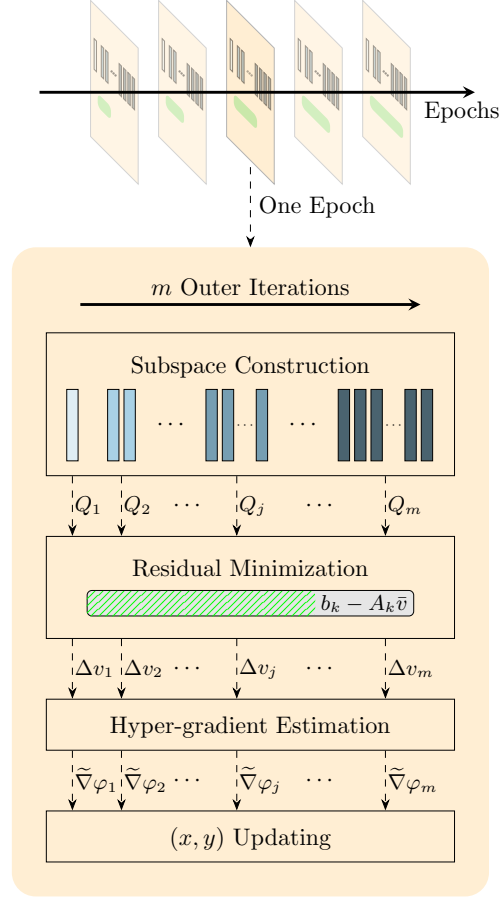 Epochs
One Epoch
m Outer Iterations
Subspace Construction
... ... ... ...
Q₁ Q₂ ... Qⱼ ... Qₘ
Residual Minimization
bₖ − Aₖv̄
Δv₁ Δv₂ ... Δvⱼ ... Δvₘ
Hyper-gradient Estimation
∇̃φ₁ ∇̃φ₂ ... ∇̃φⱼ ... ∇̃φₘ
(x, y) Updating